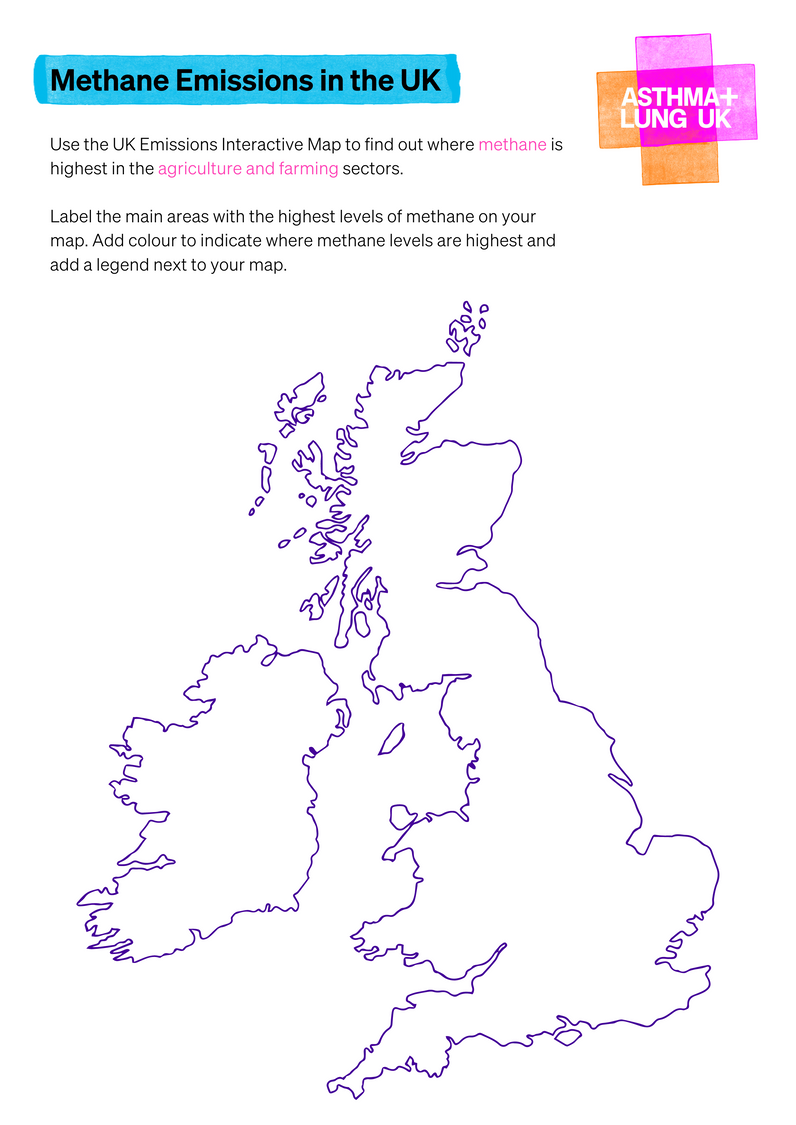 Methane Emissions in the UK
ASTHMA+
LUNG UK
Use the UK Emissions Interactive Map to find out where methane is
highest in the agriculture and farming sectors.
Label the main areas with the highest levels of methane on your
map. Add colour to indicate where methane levels are highest and
add a legend next to your map.